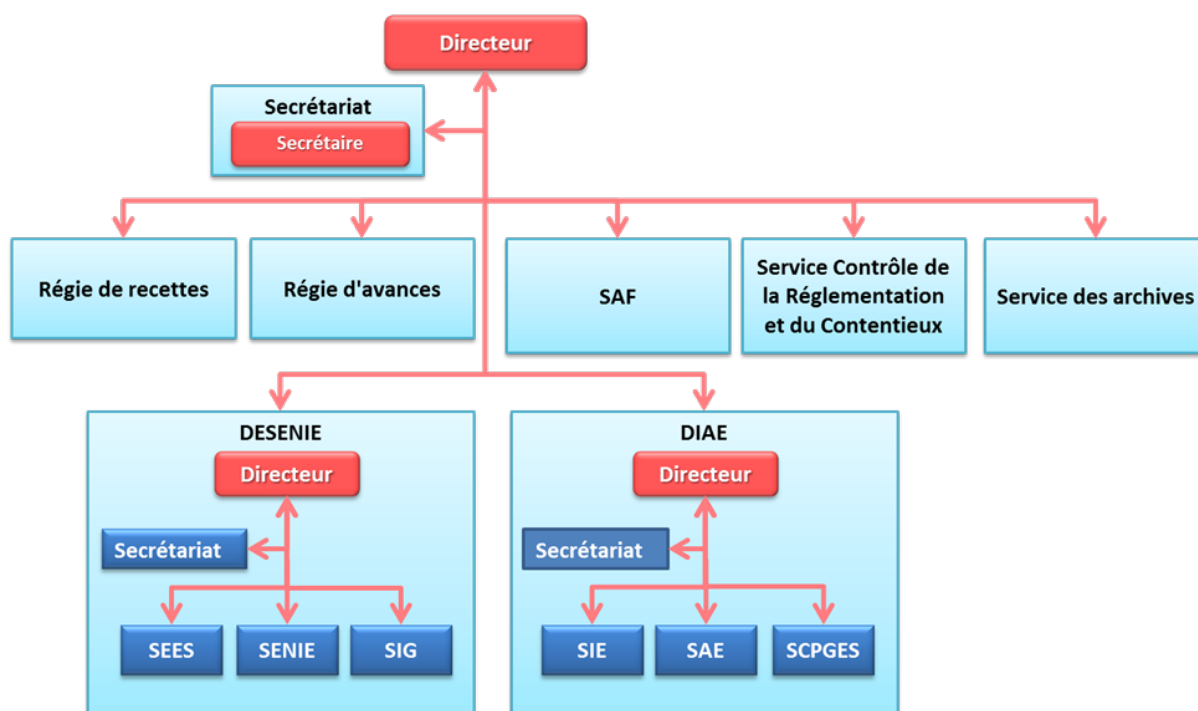 Directeur
Secrétariat
Secrétaire
Régie de recettes
Régie d'avances
SAF
Service Contrôle de
la Réglementation
et du Contentieux
Service des archives
DESENIE
Directeur
Secrétariat
SEES
SENIE
SIG
DIAE
Directeur
Secrétariat
SIE
SAE
SCPGES